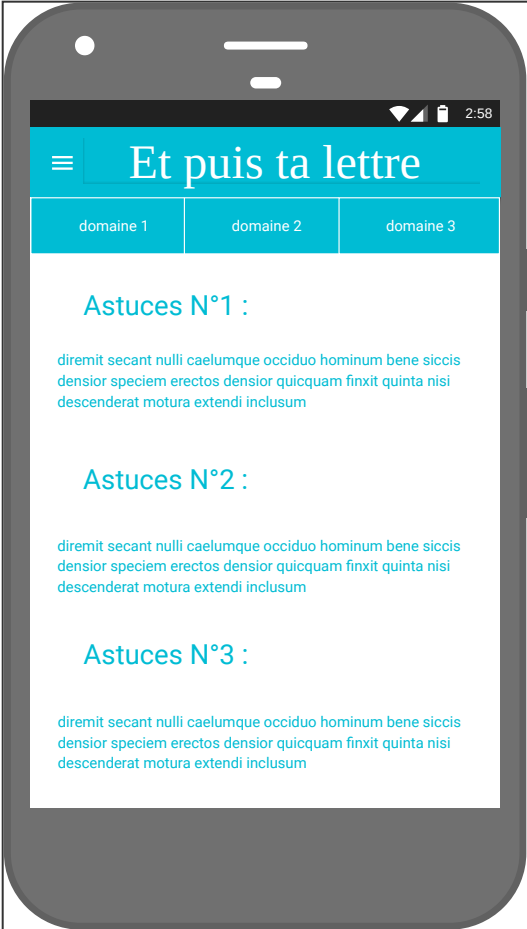 2:58
Et puis ta lettre
domaine 1 domaine 2 domaine 3
Astuces N°1 :
diremit secant nulli caelumque occiduo hominum bene siccis
densior speciem erectos densior quicquam finxit quinta nisi
descenderat motura extendi inclusum
Astuces N°2 :
diremit secant nulli caelumque occiduo hominum bene siccis
densior speciem erectos densior quicquam finxit quinta nisi
descenderat motura extendi inclusum
Astuces N°3 :
diremit secant nulli caelumque occiduo hominum bene siccis
densior speciem erectos densior quicquam finxit quinta nisi
descenderat motura extendi inclusum